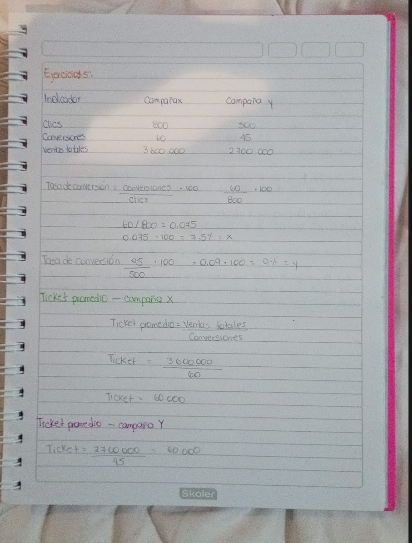 Ejercicio 5:
Indicador Campaña x Campaña y
Clics 800 500
Conversiones 60 45
Ventas totales 3 600 000 2 700 000
Tasa de conversión = conversiones · 100 60 · 100
clics 800
60/800 = 0.075
0.075 · 100 = 7.5% = x
Tasa de conversión 45 · 100 = 0.09 · 100 = 9% = y
500
Ticket promedio — campaña X
Ticket promedio = Ventas totales
Conversiones
Ticket = 3 600 000
60
Ticket = 60 000
Ticket promedio — campaña Y
Ticket = 2 700 000 = 60 000
45
Skoler